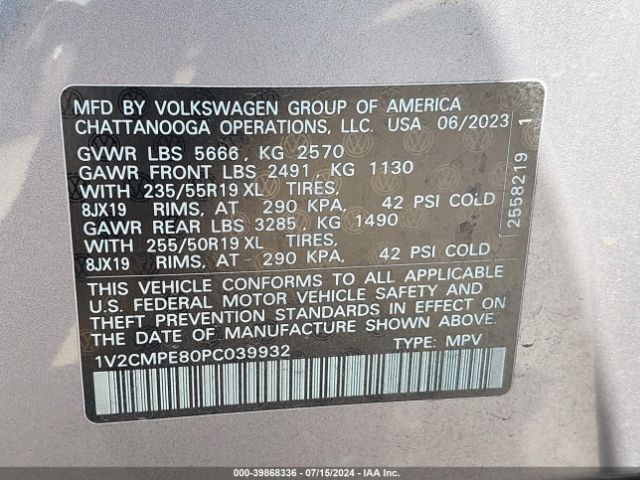 MFD BY VOLKSWAGEN GROUP OF AMERICA
CHATTANOOGA OPERATIONS, LLC. USA 06/2023
GVWR LBS 5666, KG 2570
GAWR FRONT LBS 2491, KG 1130
WITH 235/55R19 XL TIRES,
8JX19 RIMS, AT 290 KPA, 42 PSI COLD
GAWR REAR LBS 3285, KG 1490
WITH 255/50R19 XL TIRES,
8JX19 RIMS, AT 290 KPA, 42 PSI COLD
THIS VEHICLE CONFORMS TO ALL APPLICABLE
U.S. FEDERAL MOTOR VEHICLE SAFETY AND
THEFT PREVENTION STANDARDS IN EFFECT ON
THE DATE OF MANUFACTURE SHOWN ABOVE.
1V2CMPE80PC039932 TYPE: MPV
2558219 1
000-39868336 / 07/15/2024 - IAA Inc.